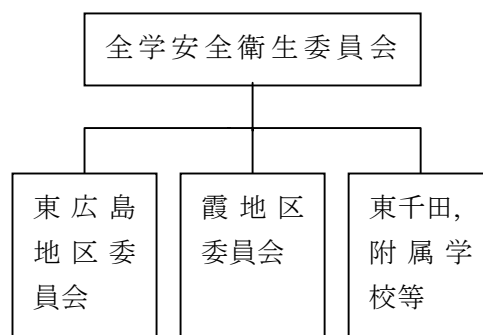 全学安全衛生委員会
東広島
地区委
員会
霞地区
委員会
東千田,
附属学
校等